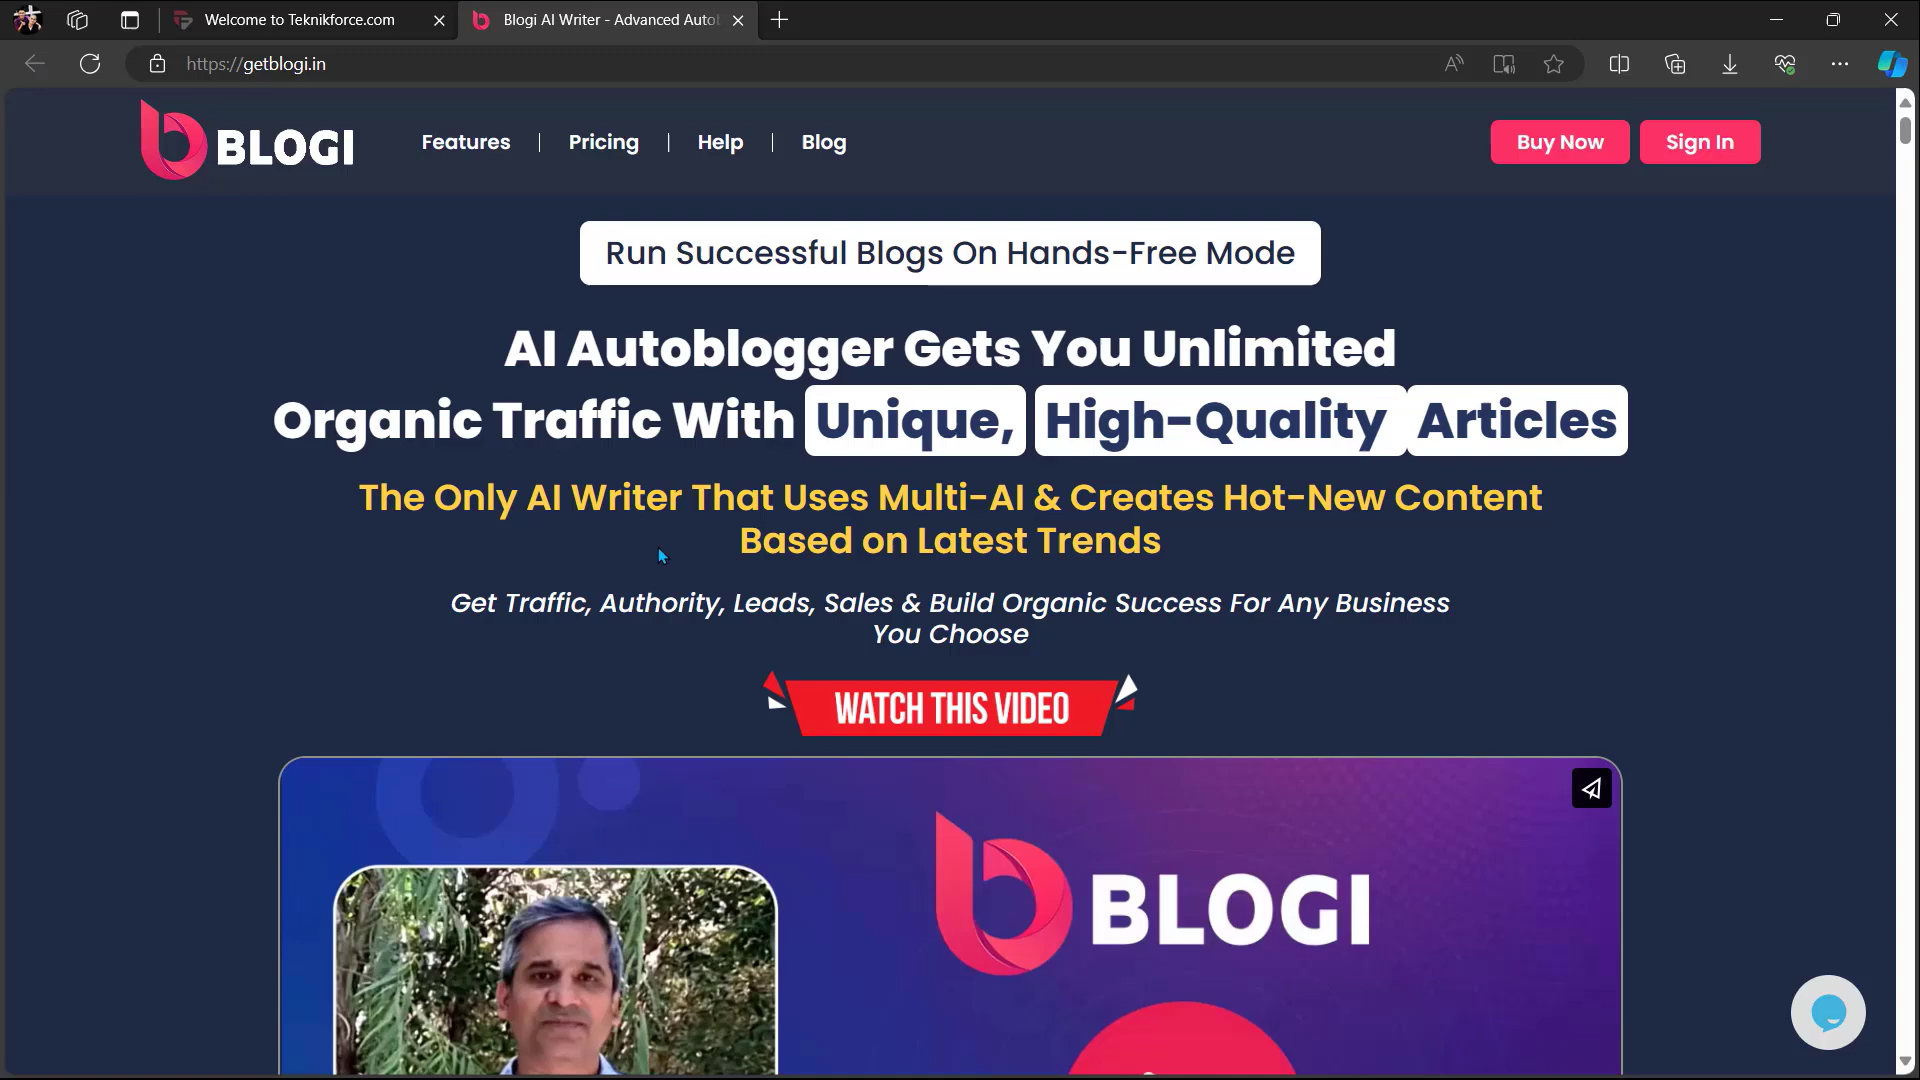 Welcome to Teknikforce.com
Blogi AI Writer - Advanced Auto
https://getblogi.in
BLOGI
Features | Pricing | Help | Blog
Buy Now
Sign In
Run Successful Blogs On Hands-Free Mode
AI Autoblogger Gets You Unlimited
Organic Traffic With Unique, High-Quality Articles
The Only AI Writer That Uses Multi-AI & Creates Hot-New Content
Based on Latest Trends
Get Traffic, Authority, Leads, Sales & Build Organic Success For Any Business
You Choose
WATCH THIS VIDEO
BLOGI